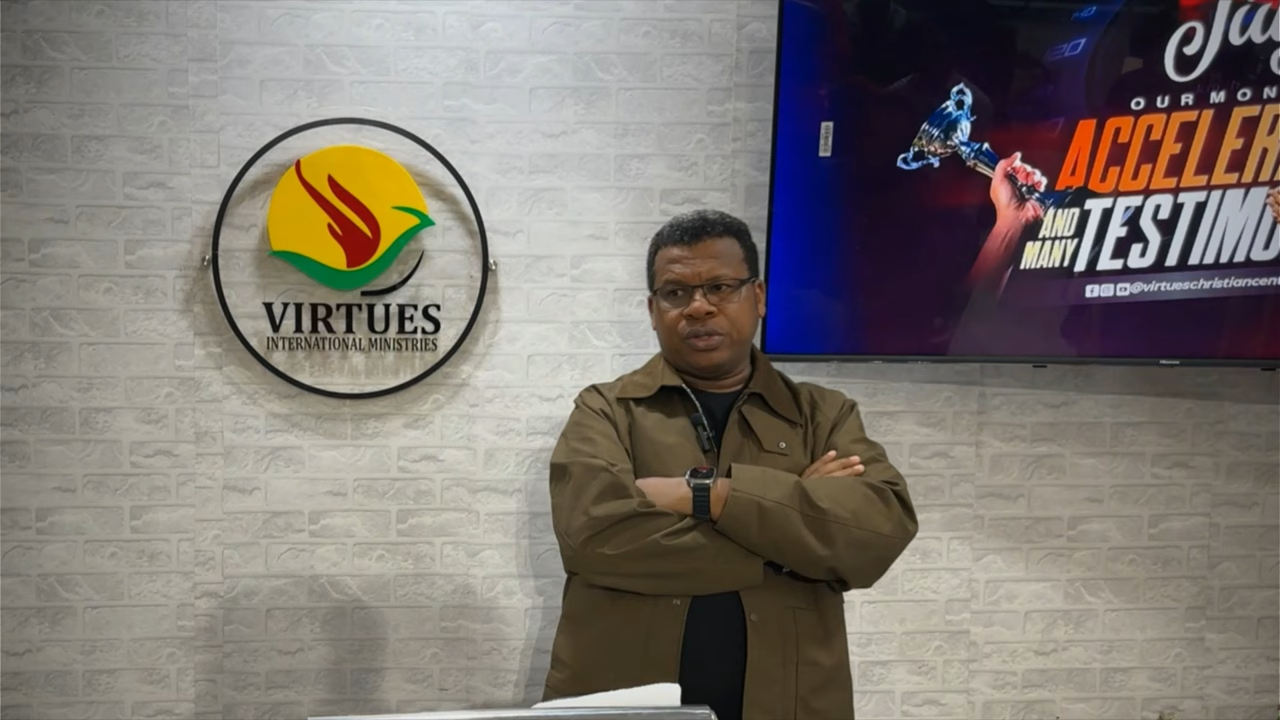 VIRTUES
INTERNATIONAL MINISTRIES
OUR MON
ACCELER
AND
MANY
TESTIMO
@virtueschristiancen